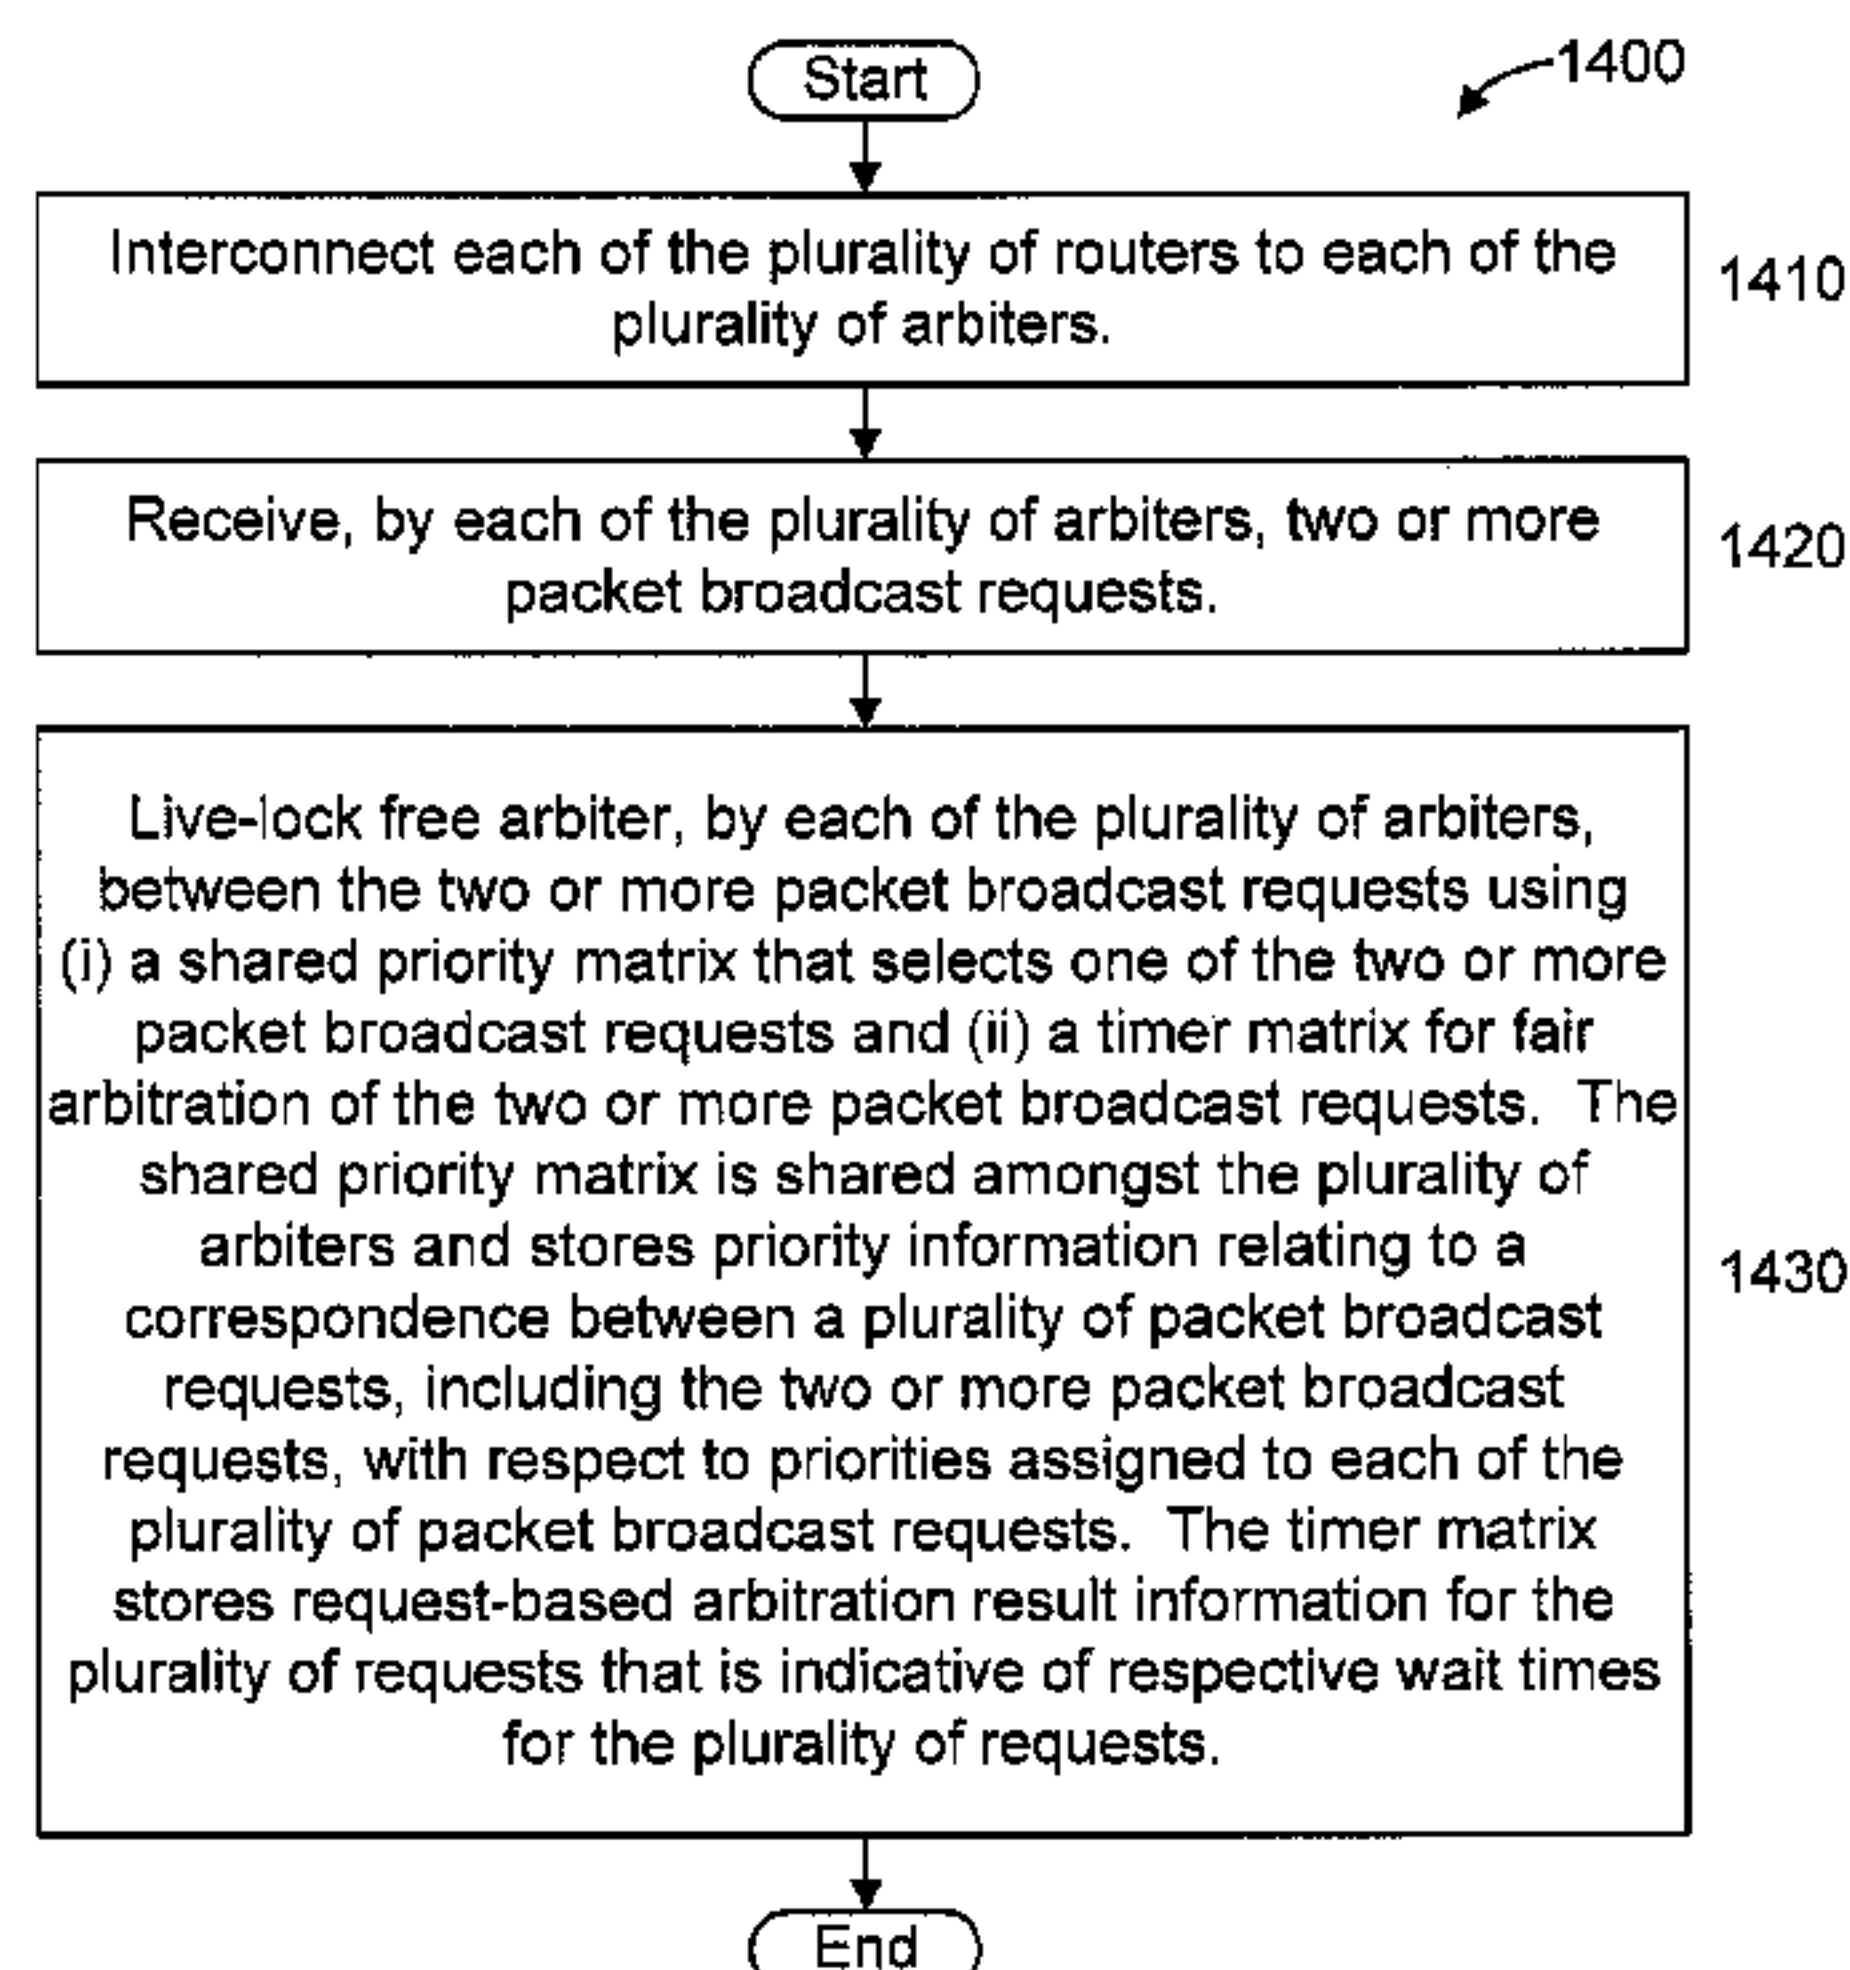 Start
1400
Interconnect each of the plurality of routers to each of the
plurality of arbiters.
1410
Receive, by each of the plurality of arbiters, two or more
packet broadcast requests.
1420
Live-lock free arbiter, by each of the plurality of arbiters,
between the two or more packet broadcast requests using
(i) a shared priority matrix that selects one of the two or more
packet broadcast requests and (ii) a timer matrix for fair
arbitration of the two or more packet broadcast requests. The
shared priority matrix is shared amongst the plurality of
arbiters and stores priority information relating to a
correspondence between a plurality of packet broadcast
requests, including the two or more packet broadcast
requests, with respect to priorities assigned to each of the
plurality of packet broadcast requests. The timer matrix
stores request-based arbitration result information for the
plurality of requests that is indicative of respective wait times
for the plurality of requests.
1430
End